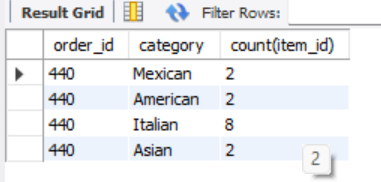 Result Grid Filter Rows:
order_id category count(item_id)
440 Mexican 2
440 American 2
440 Italian 8
440 Asian 2
2